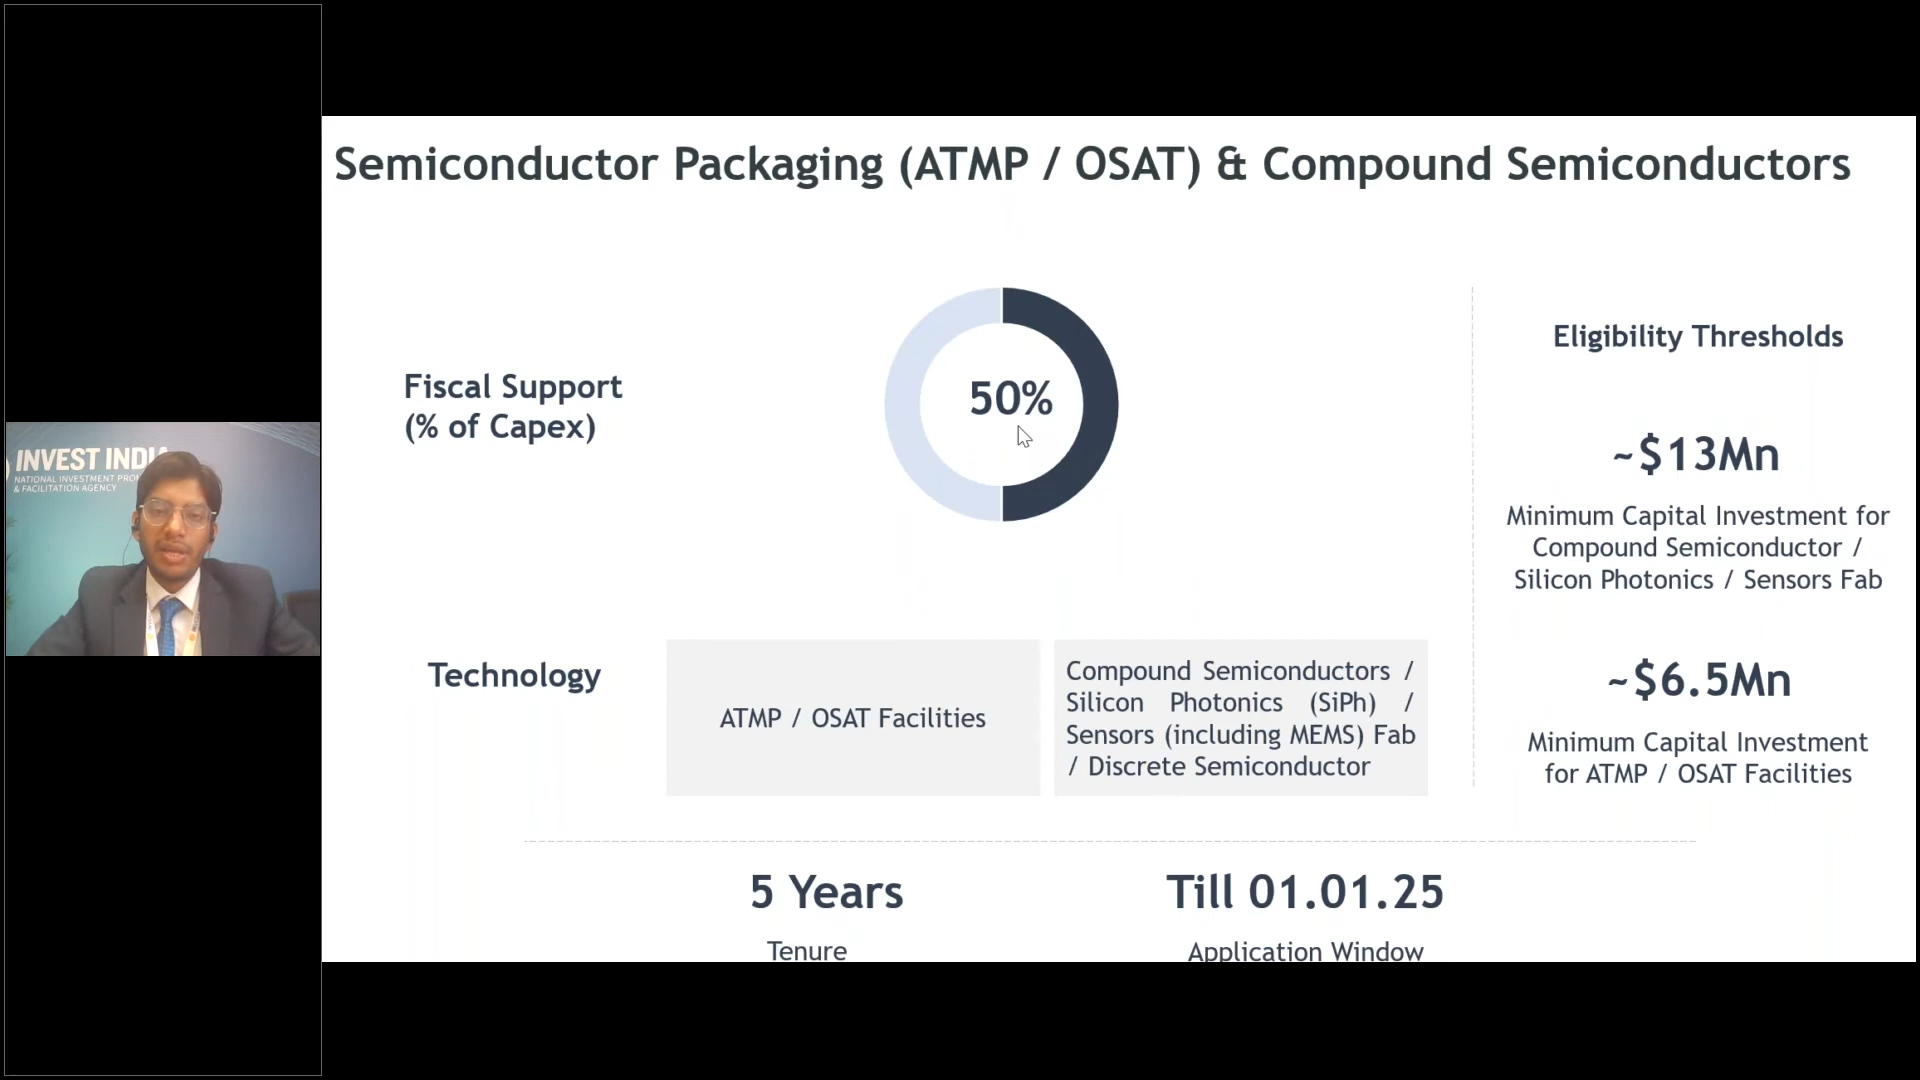 INVEST INDIA
NATIONAL INVESTMENT
& FACILITATION AGENCY
Semiconductor Packaging (ATMP / OSAT) & Compound Semiconductors
Fiscal Support
(% of Capex)
50%
Technology
ATMP / OSAT Facilities
Compound Semiconductors /
Silicon Photonics (SiPh) /
Sensors (including MEMS) Fab
/ Discrete Semiconductor
Eligibility Thresholds
~$13Mn
Minimum Capital Investment for
Compound Semiconductor /
Silicon Photonics / Sensors Fab
~$6.5Mn
Minimum Capital Investment
for ATMP / OSAT Facilities
5 Years
Tenure
Till 01.01.25
Application Window